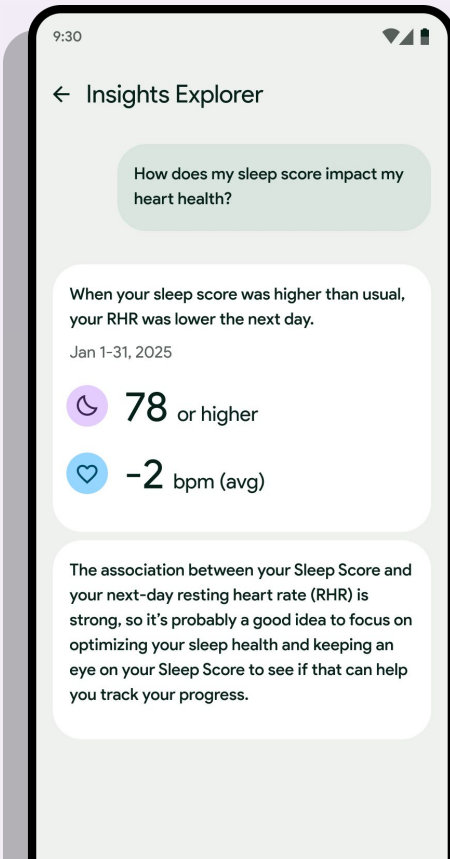 9:30
Insights Explorer
How does my sleep score impact my
heart health?
When your sleep score was higher than usual,
your RHR was lower the next day.
Jan 1-31, 2025
78 or higher
-2 bpm (avg)
The association between your Sleep Score and
your next-day resting heart rate (RHR) is
strong, so it’s probably a good idea to focus on
optimizing your sleep health and keeping an
eye on your Sleep Score to see if that can help
you track your progress.